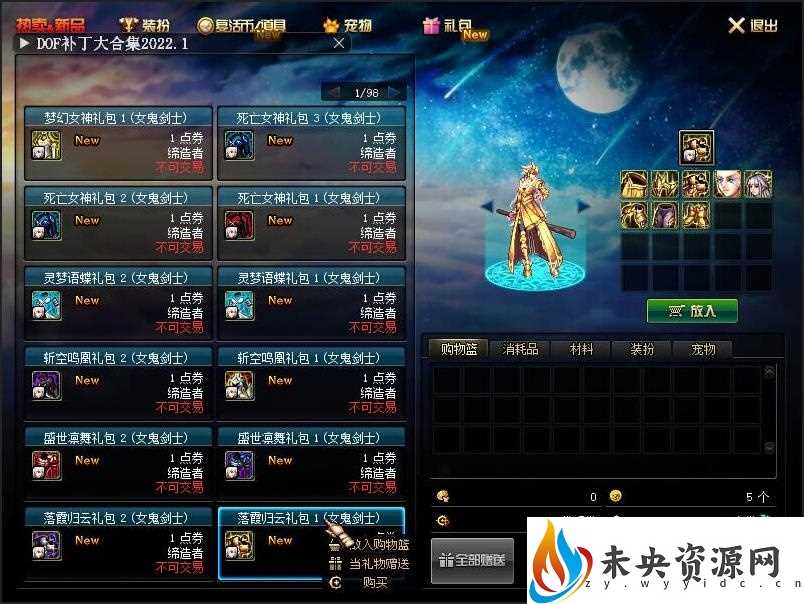 热卖&新品 装扮 复活币/项具 New 宠物 礼包 New 退出
DOF补丁大合集2022.1
1/98
梦幻女神礼包 1 (女鬼剑士)
New
1 点券
缔造者
不可交易
死亡女神礼包 3 (女鬼剑士)
New
1 点券
缔造者
不可交易
死亡女神礼包 2 (女鬼剑士)
New
1 点券
缔造者
不可交易
死亡女神礼包 1 (女鬼剑士)
New
1 点券
缔造者
不可交易
灵梦语蝶礼包 2 (女鬼剑士)
New
1 点券
缔造者
不可交易
灵梦语蝶礼包 1 (女鬼剑士)
New
1 点券
缔造者
不可交易
斩空鸣凰礼包 2 (女鬼剑士)
New
1 点券
缔造者
不可交易
斩空鸣凰礼包 1 (女鬼剑士)
New
1 点券
缔造者
不可交易
盛世凛舞礼包 2 (女鬼剑士)
New
1 点券
缔造者
不可交易
盛世凛舞礼包 1 (女鬼剑士)
New
1 点券
缔造者
不可交易
落霞归云礼包 2 (女鬼剑士)
New
1 点券
缔造者
不可交易
落霞归云礼包 1 (女鬼剑士)
New
放入购物篮
当礼物赠送
购买
放入
购物篮 消耗品 材料 装扮 宠物
0
5 个
全部赠送
未央资源网
zy.wyyidc.cn